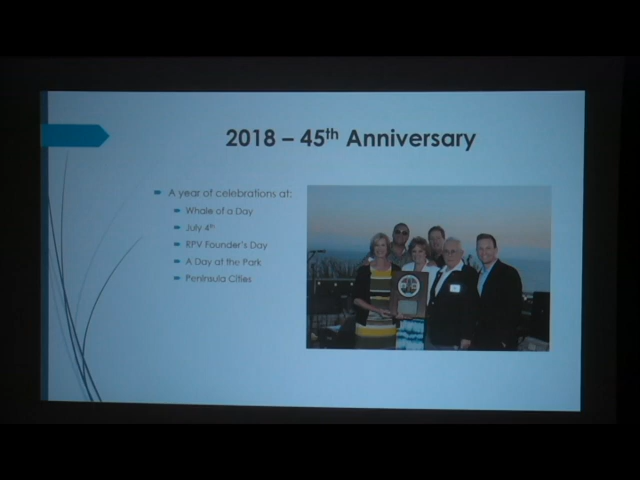 2018 – 45th Anniversary
A year of celebrations at:
Whale of a Day
July 4th
RPV Founder's Day
A Day at the Park
Peninsula Cities